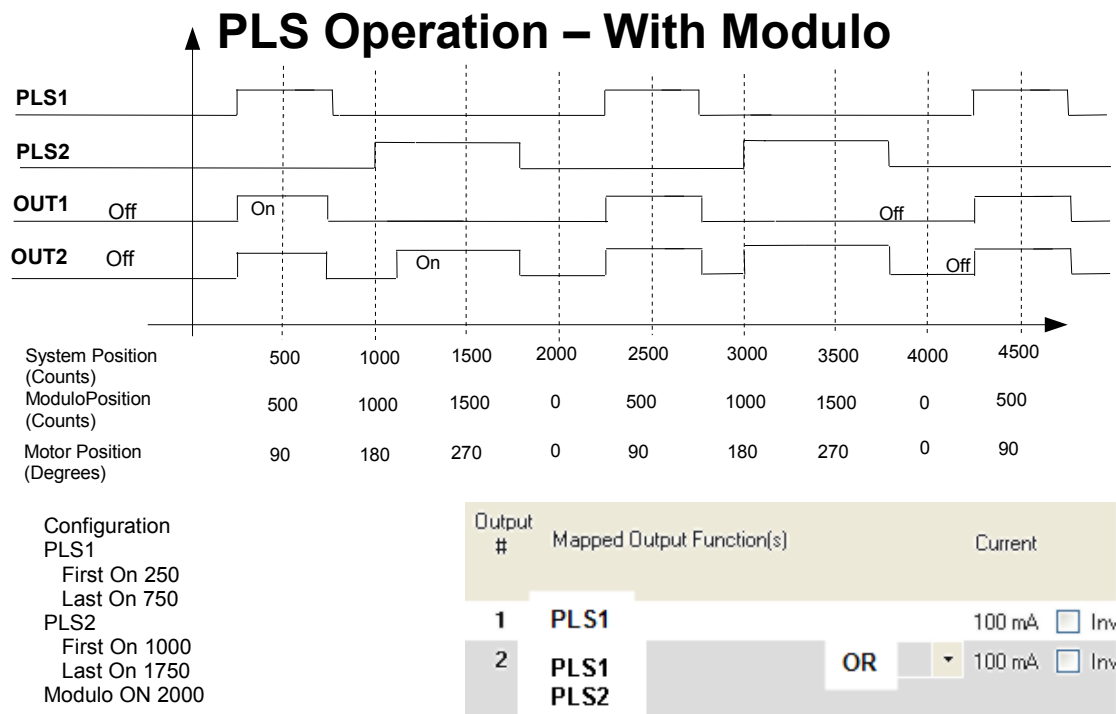 PLS Operation – With Modulo
PLS1
PLS2
OUT1 Off On Off
OUT2 Off On Off
System Position (Counts) 500 1000 1500 2000 2500 3000 3500 4000 4500
ModuloPosition (Counts) 500 1000 1500 0 500 1000 1500 0 500
Motor Position (Degrees) 90 180 270 0 90 180 270 0 90
Configuration
PLS1
First On 250
Last On 750
PLS2
First On 1000
Last On 1750
Modulo ON 2000
Output # Mapped Output Function(s) Current
1 PLS1 100 mA Inv
2 PLS1 OR 100 mA Inv
PLS2